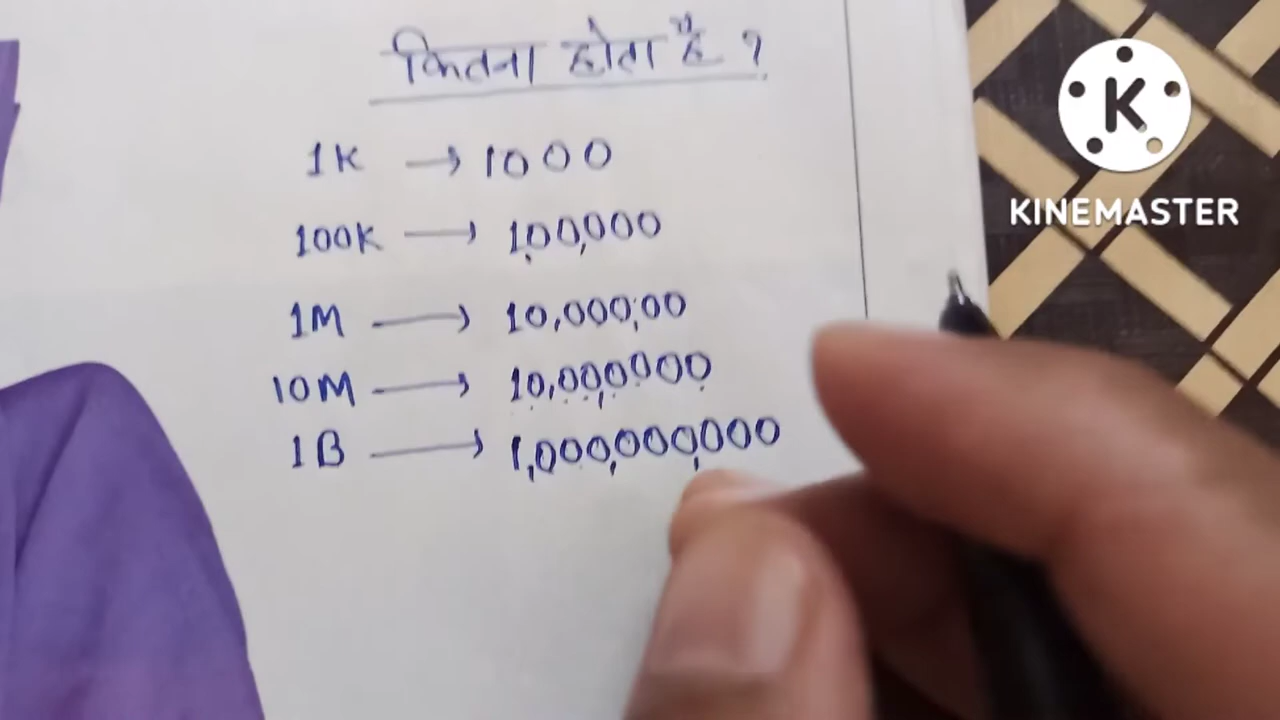 कितना होता है ?
1K → 1000
100K → 1,00,000
1M → 10,000,00
10M → 10,000,000
1B → 1,000,000,000
K
KINEMASTER